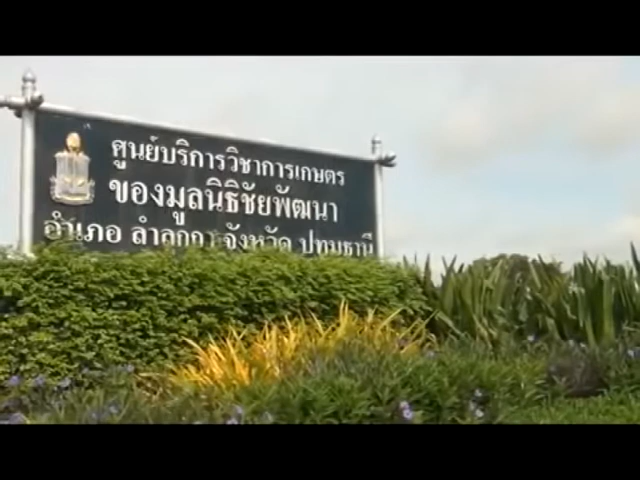 ศูนย์บริการวิชาการเกษตร
ของมูลนิธิชัยพัฒนา
อำเภอ ลำลูกกา จังหวัด ปทุมธานี